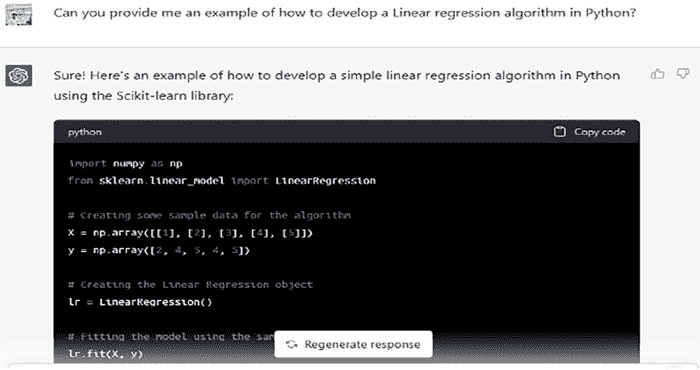 Can you provide me an example of how to develop a Linear regression algorithm in Python?
Sure! Here's an example of how to develop a simple linear regression algorithm in Python
using the Scikit-learn library:
python Copy code
import numpy as np
from sklearn.linear_model import LinearRegression
# Creating some sample data for the algorithm
X = np.array([[1], [2], [3], [4], [5]])
y = np.array([2, 4, 5, 4, 5])
# Creating the Linear Regression object
lr = LinearRegression()
# Fitting the model using the
Regenerate response
lr.fit(X, y)